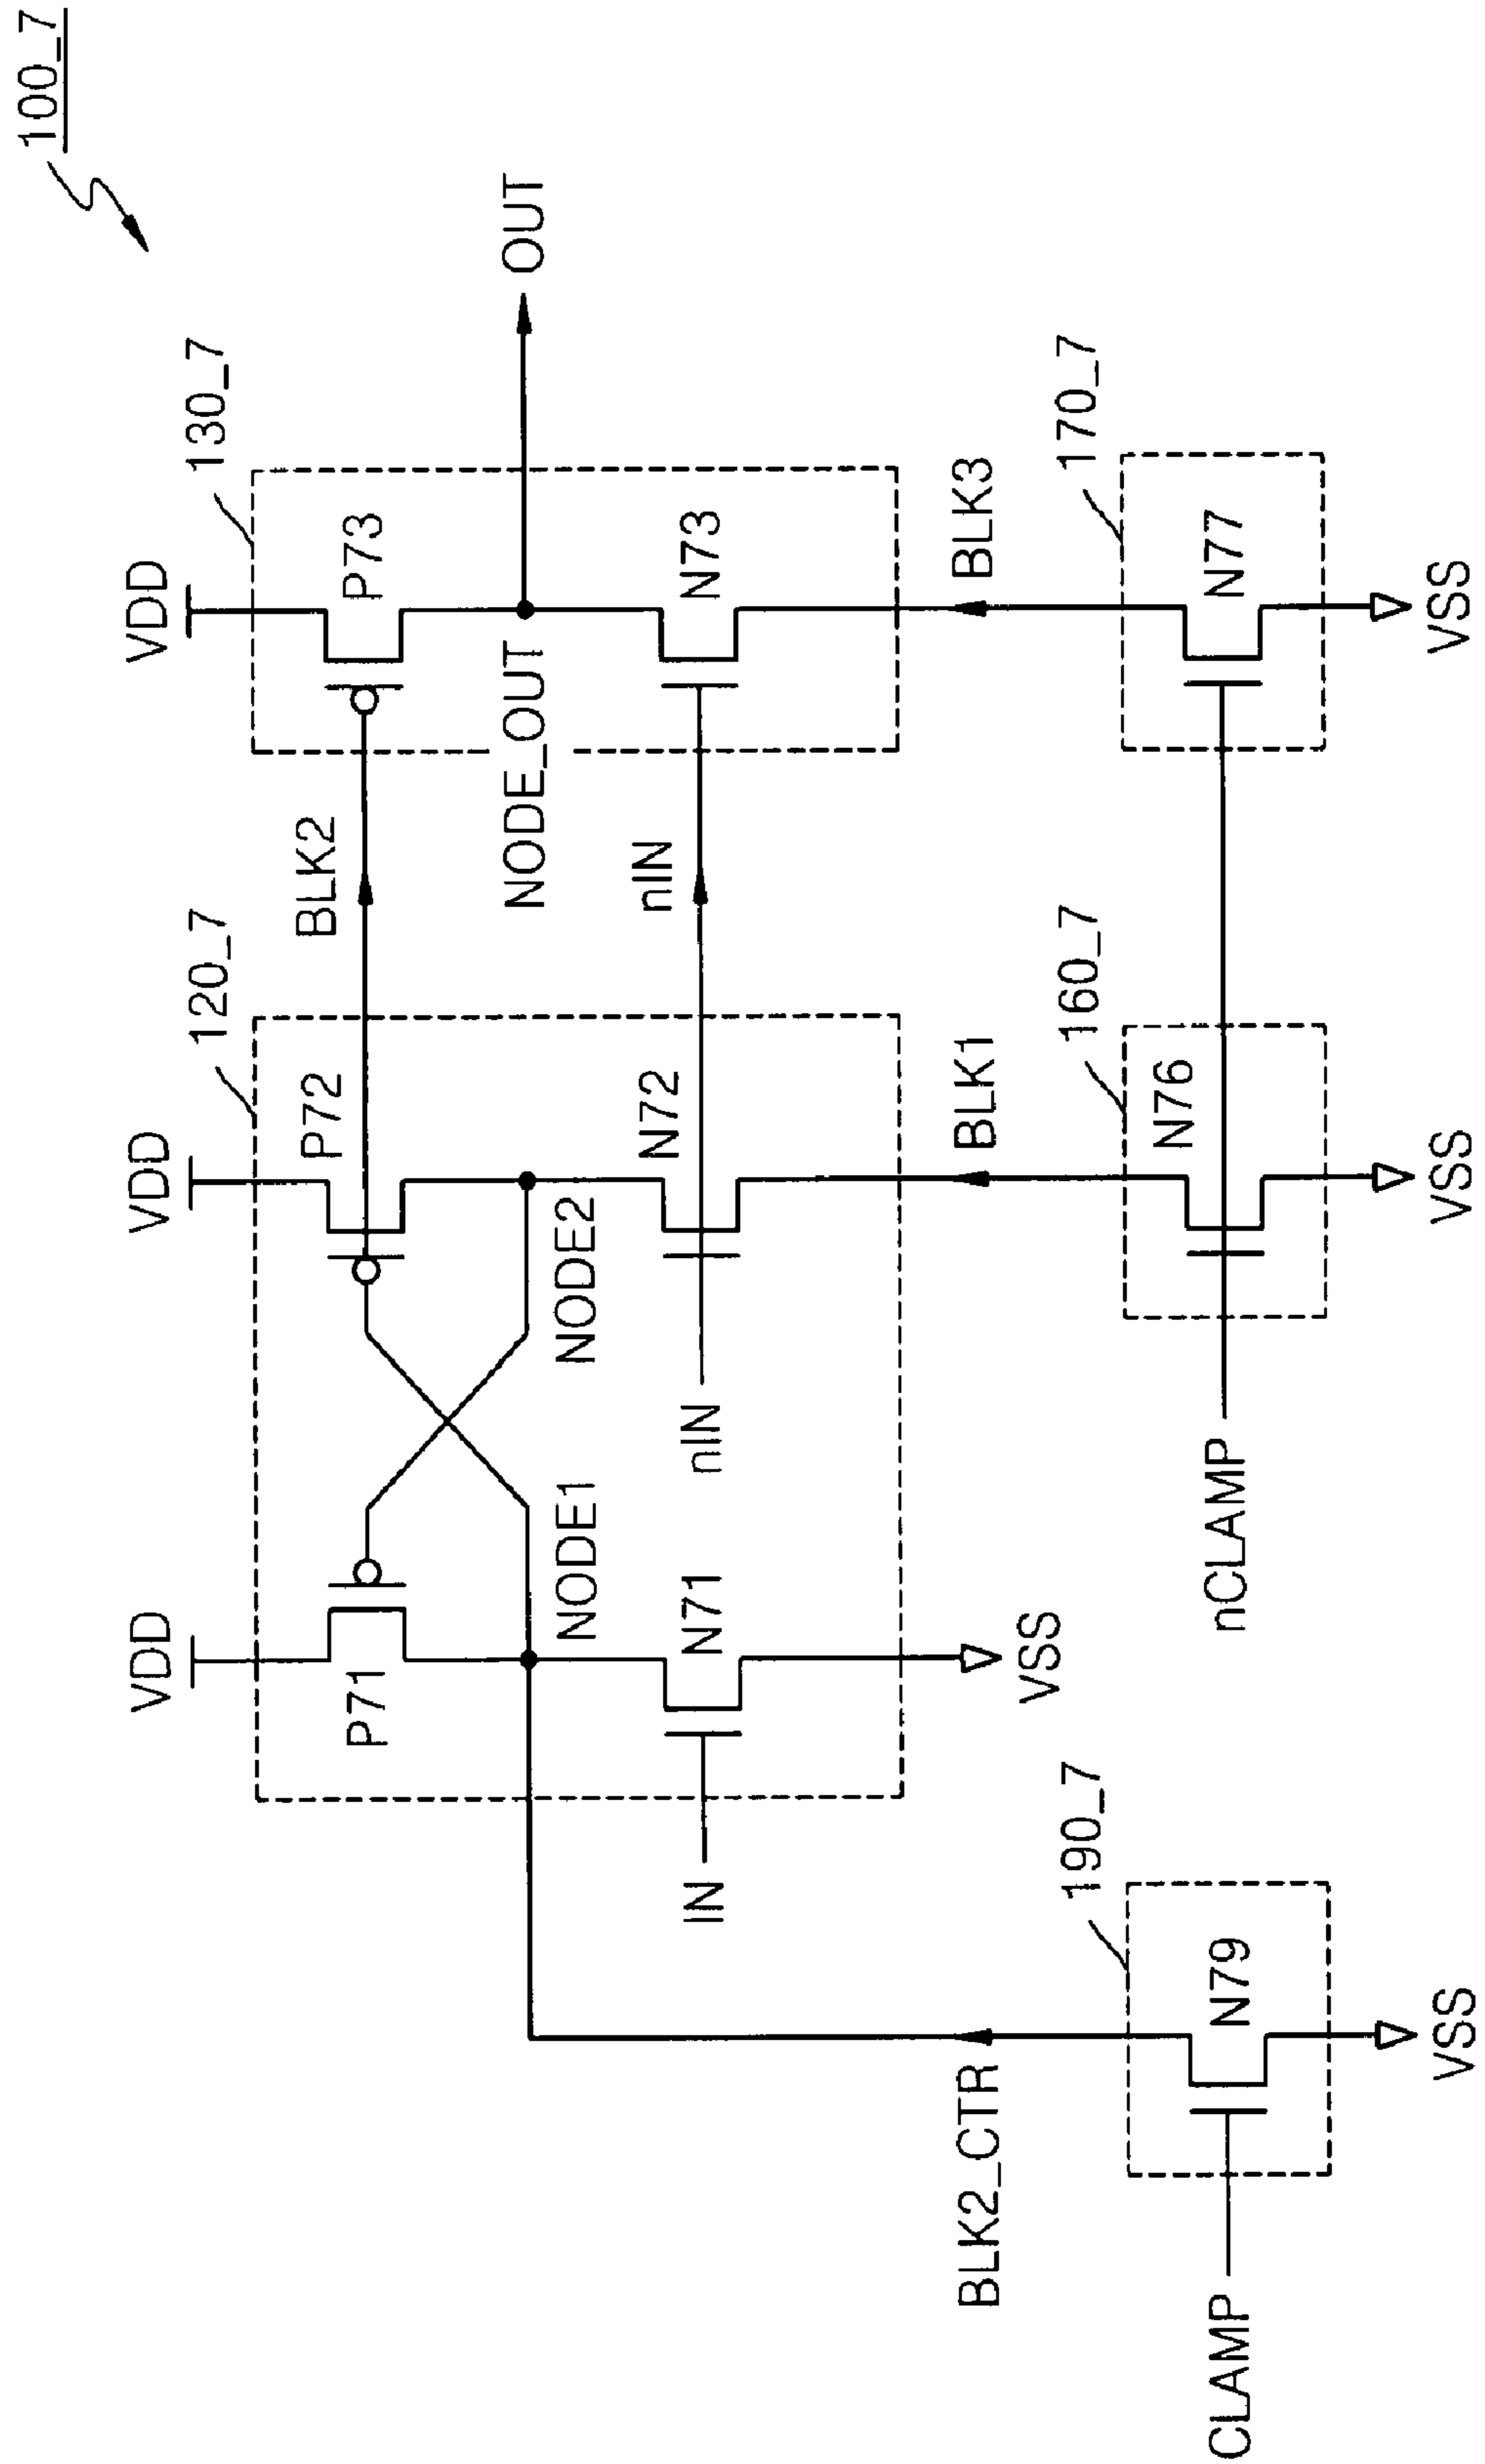 100_7
VDD
VDD
VDD
120_7
130_7
P71
P72
P73
BLK2
OUT
NODE_OUT
NODE1
NODE2
IN
N71
nIN
N72
nIN
N73
VSS
BLK2_CTR
BLK1
BLK3
190_7
160_7
170_7
CLAMP
N79
nCLAMP
N76
N77
VSS
VSS
VSS